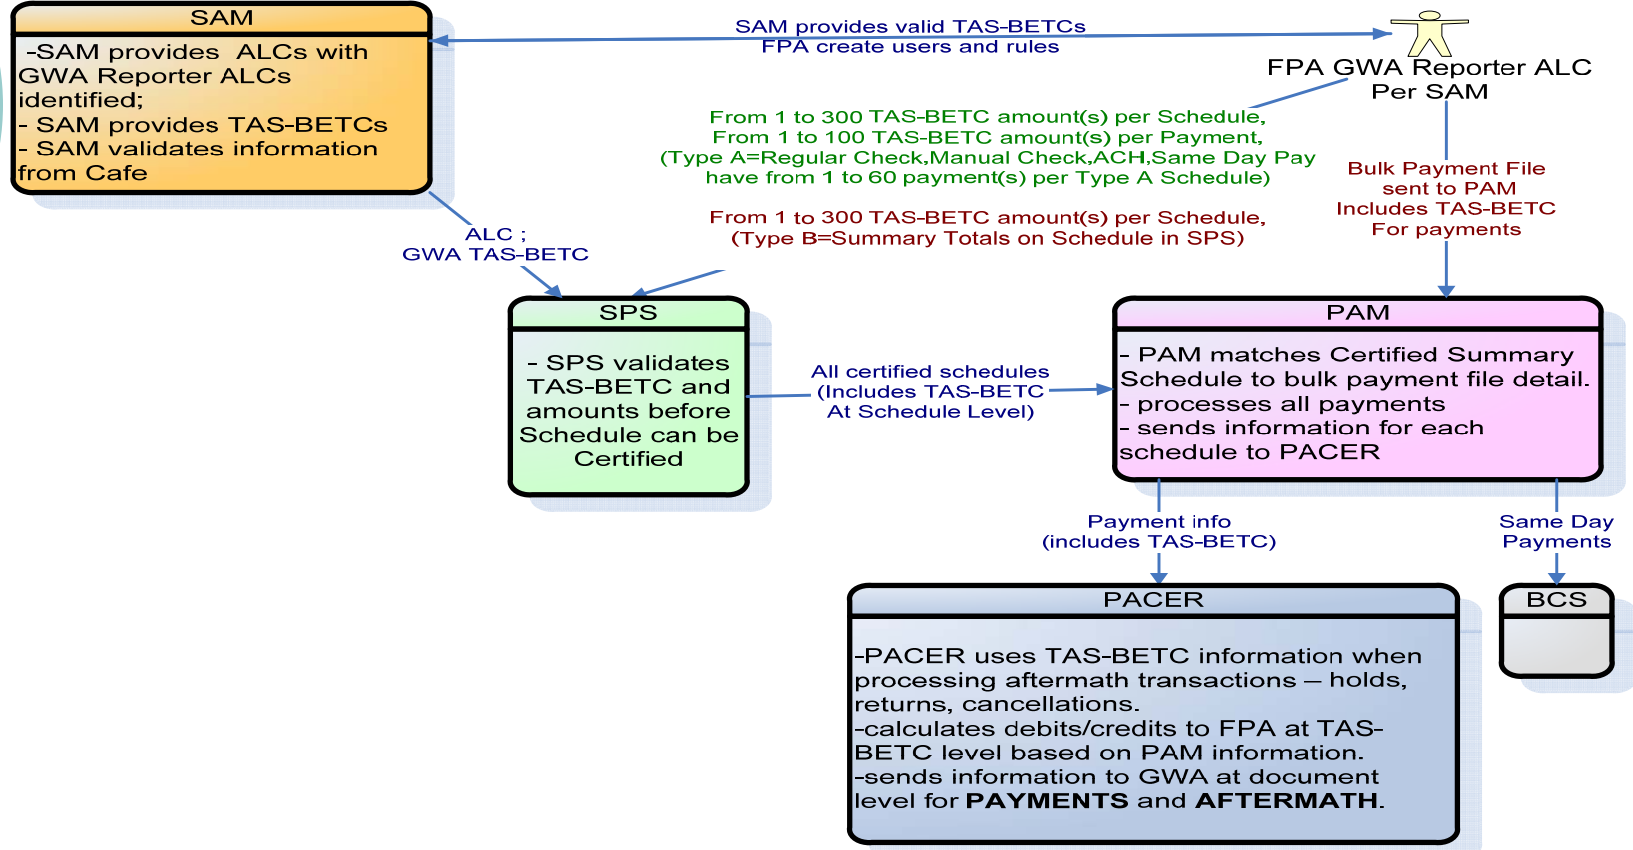 SAM
-SAM provides  ALCs with
GWA Reporter ALCs
identified;
- SAM provides TAS-BETCs
- SAM validates information
from Cafe
SAM provides valid TAS-BETCs
FPA create users and rules
FPA GWA Reporter ALC
Per SAM
From 1 to 300 TAS-BETC amount(s) per Schedule,
From 1 to 100 TAS-BETC amount(s) per Payment,
(Type A=Regular Check,Manual Check,ACH,Same Day Pay
have from 1 to 60 payment(s) per Type A Schedule)
From 1 to 300 TAS-BETC amount(s) per Schedule,
(Type B=Summary Totals on Schedule in SPS)
Bulk Payment File
sent to PAM
Includes TAS-BETC
For payments
ALC ;
GWA TAS-BETC
SPS
- SPS validates
TAS-BETC and
amounts before
Schedule can be
Certified
All certified schedules
(Includes TAS-BETC
At Schedule Level)
PAM
- PAM matches Certified Summary
Schedule to bulk payment file detail.
- processes all payments
- sends information for each
schedule to PACER
Payment info
(includes TAS-BETC)
Same Day
Payments
PACER
-PACER uses TAS-BETC information when
processing aftermath transactions – holds,
returns, cancellations.
-calculates debits/credits to FPA at TAS-
BETC level based on PAM information.
-sends information to GWA at document
level for PAYMENTS and AFTERMATH.
BCS